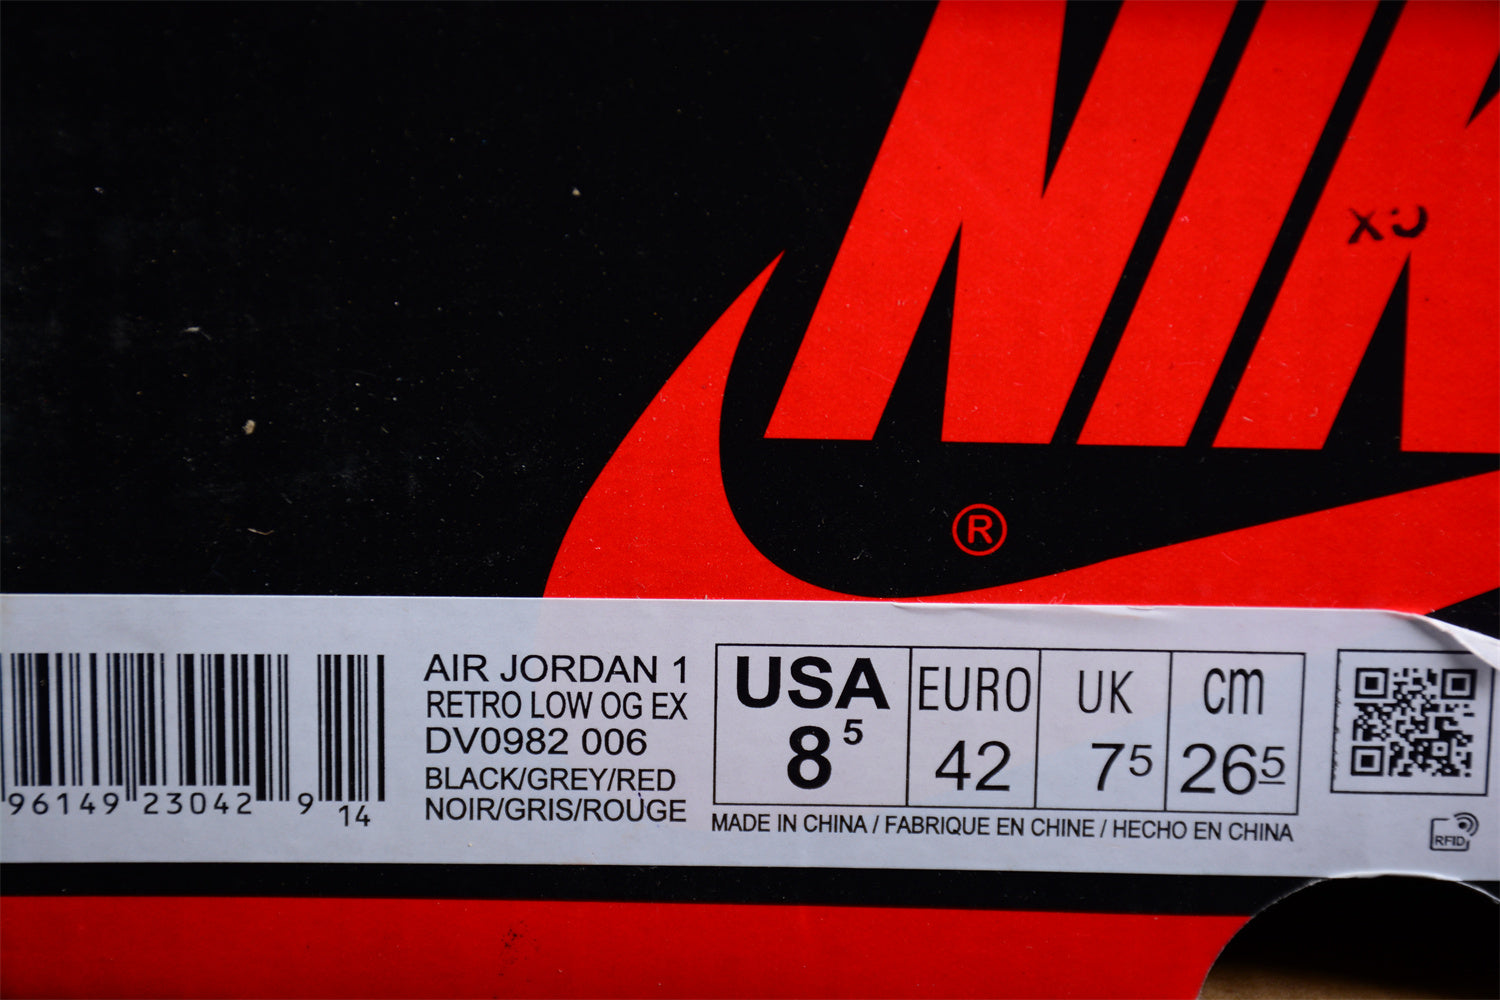 NIK
®
AIR JORDAN 1
RETRO LOW OG EX
DV0982 006
BLACK/GREY/RED
NOIR/GRIS/ROUGE
96149 23042 9 14
USA EURO UK cm
8 5 42 7 5 26 5
MADE IN CHINA / FABRIQUE EN CHINE / HECHO EN CHINA
RFID